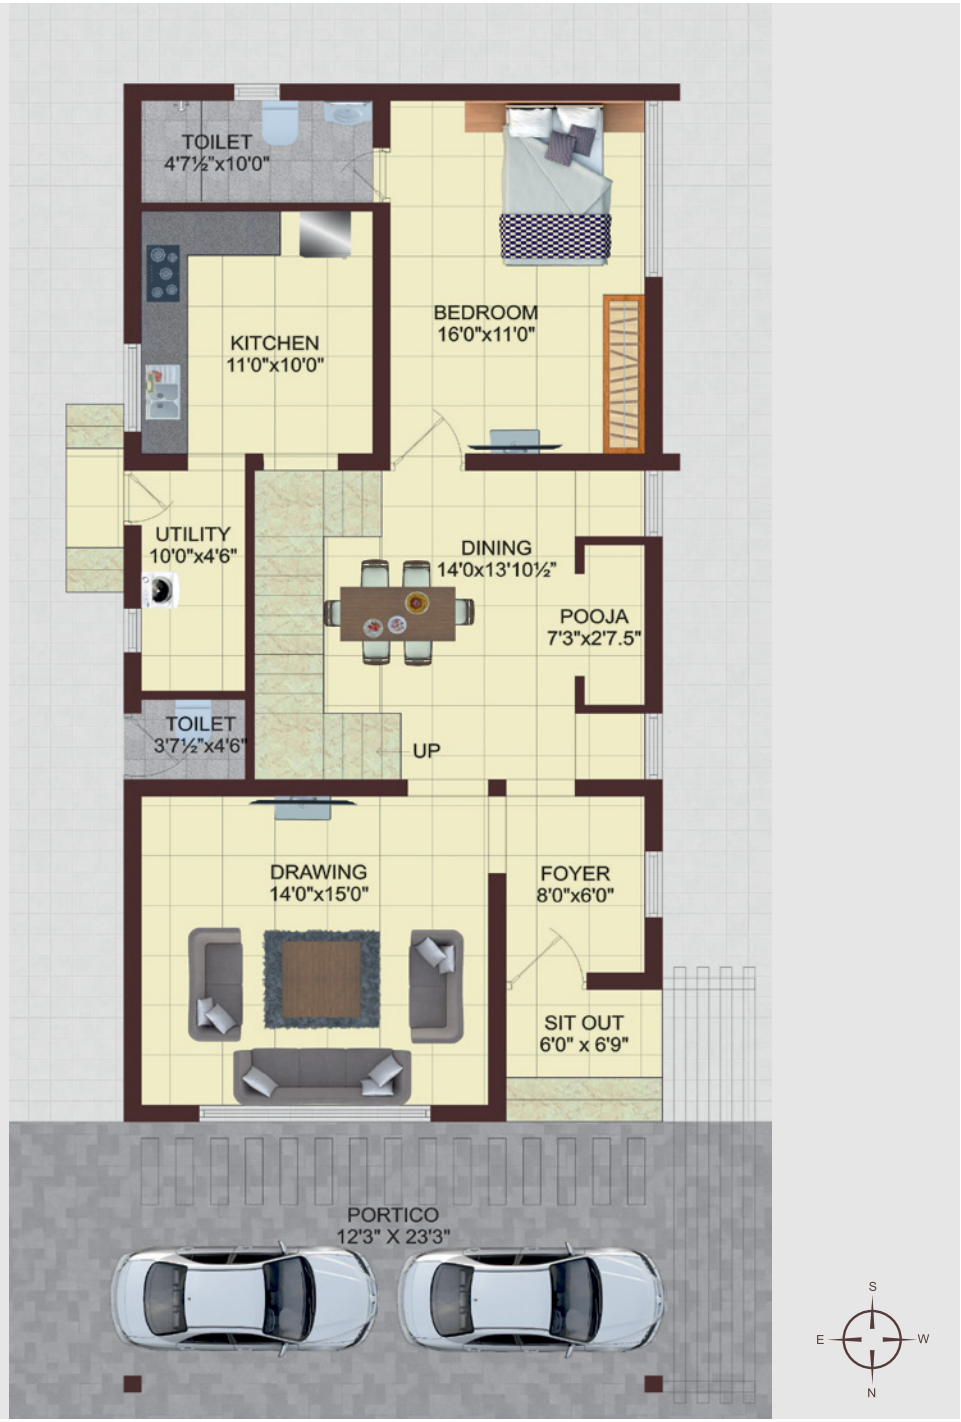 TOILET
4'7½"x10'0"
BEDROOM
16'0"x11'0"
KITCHEN
11'0"x10'0"
UTILITY
10'0"x4'6"
DINING
14'0x13'10½"
POOJA
7'3"x2'7.5"
TOILET
3'7½"x4'6"
UP
DRAWING
14'0"x15'0"
FOYER
8'0"x6'0"
SIT OUT
6'0" x 6'9"
PORTICO
12'3" X 23'3"
S
E
W
N